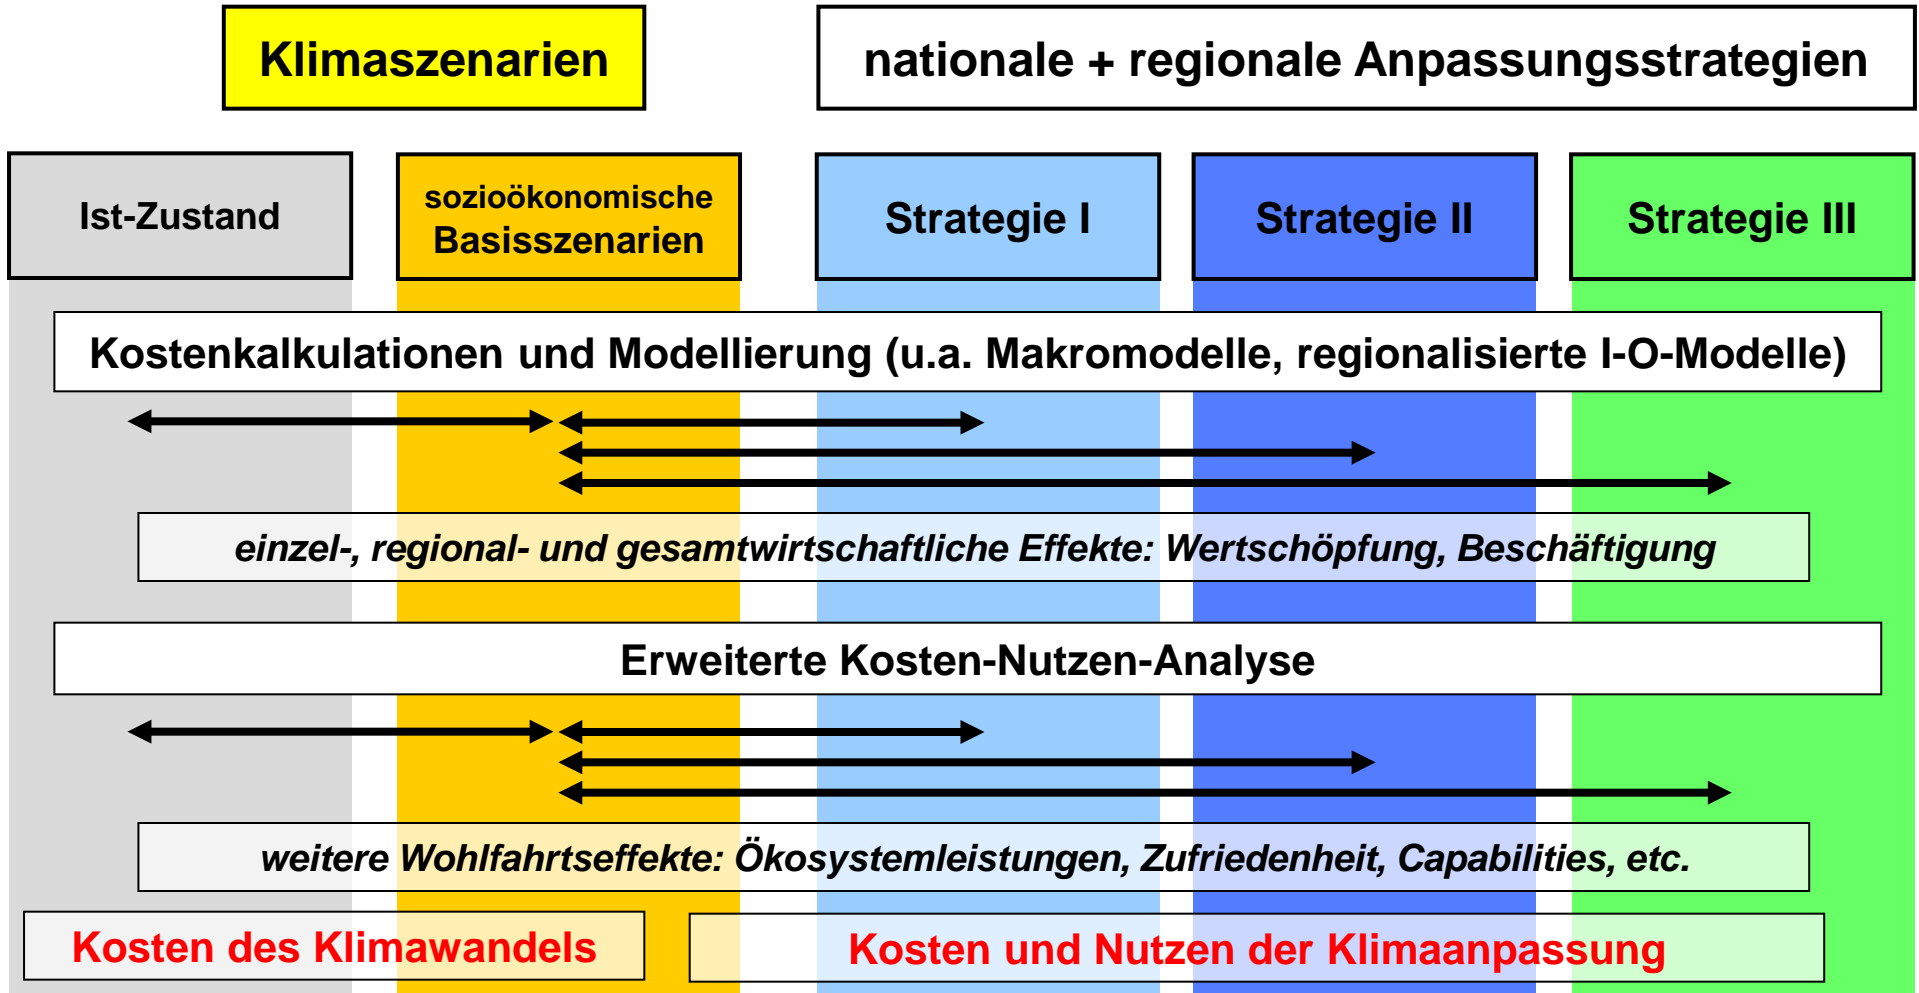 Klimaszenarien
nationale + regionale Anpassungsstrategien
Ist-Zustand
sozioökonomische
Basisszenarien
Strategie I
Strategie II
Strategie III
Kostenkalkulationen und Modellierung (u.a. Makromodelle, regionalisierte I-O-Modelle)
einzel-, regional- und gesamtwirtschaftliche Effekte: Wertschöpfung, Beschäftigung
Erweiterte Kosten-Nutzen-Analyse
weitere Wohlfahrtseffekte: Ökosystemleistungen, Zufriedenheit, Capabilities, etc.
Kosten des Klimawandels
Kosten und Nutzen der Klimaanpassung